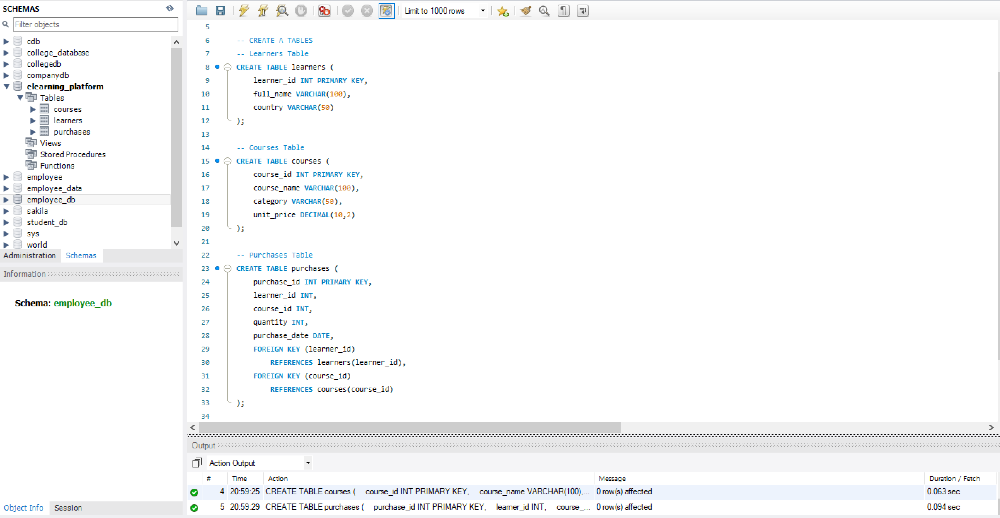 SCHEMAS
Filter objects
cdb
college_database
collegedb
companydb
elearning_platform
Tables
courses
learners
purchases
Views
Stored Procedures
Functions
employee
employee_data
employee_db
sakila
student_db
sys
world
Administration Schemas
Information
Schema: employee_db
Object Info Session
Limit to 1000 rows
5
6 -- CREATE A TABLES
7 -- Learners Table
8 CREATE TABLE learners (
9 learner_id INT PRIMARY KEY,
10 full_name VARCHAR(100),
11 country VARCHAR(50)
12 );
13
14 -- Courses Table
15 CREATE TABLE courses (
16 course_id INT PRIMARY KEY,
17 course_name VARCHAR(100),
18 category VARCHAR(50),
19 unit_price DECIMAL(10,2)
20 );
21
22 -- Purchases Table
23 CREATE TABLE purchases (
24 purchase_id INT PRIMARY KEY,
25 learner_id INT,
26 course_id INT,
27 quantity INT,
28 purchase_date DATE,
29 FOREIGN KEY (learner_id)
30 REFERENCES learners(learner_id),
31 FOREIGN KEY (course_id)
32 REFERENCES courses(course_id)
33 );
34
Output
Action Output
# Time Action Message Duration / Fetch
4 20:59:25 CREATE TABLE courses ( course_id INT PRIMARY KEY, course_name VARCHAR(100),... 0 row(s) affected 0.063 sec
5 20:59:29 CREATE TABLE purchases ( purchase_id INT PRIMARY KEY, learner_id INT, course_... 0 row(s) affected 0.094 sec